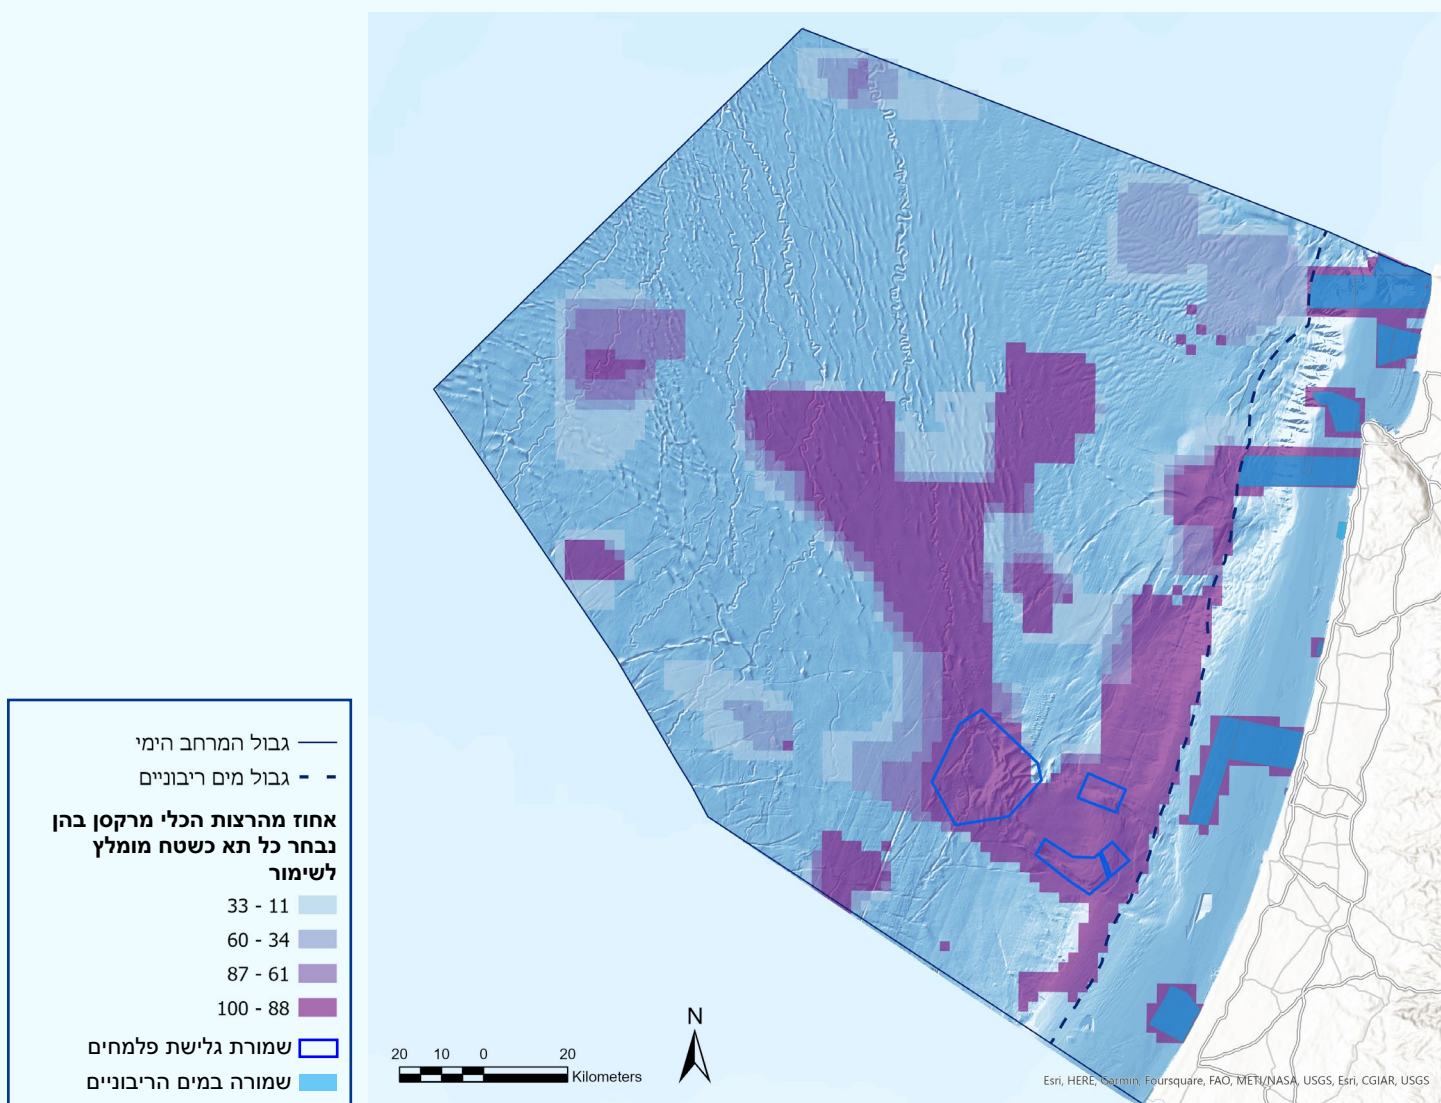 גבול המרחב הימי
גבול מים ריבוניים
אחוז מהרצות הכלי מרקסן בהן
נבחר כל תא כשטח מומלץ
לשימור
11 - 33
34 - 60
61 - 87
88 - 100
שמורת גלישת פלמחים
שמורה במים הריבוניים
20 10 0 20
Kilometers
N
Esri, HERE, Garmin, Foursquare, FAO, METI/NASA, USGS, Esri, CGIAR, USGS